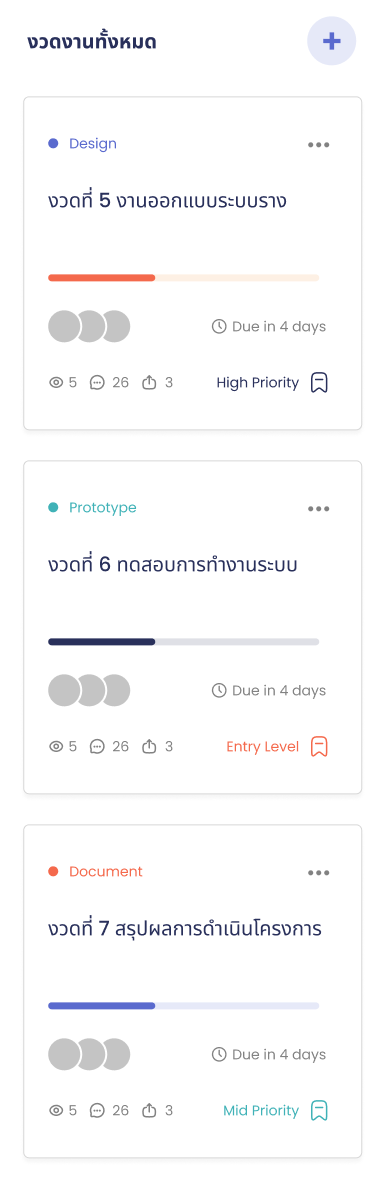 งวดงานทั้งหมด
Design
งวดที่ 5 งานออกแบบระบบราง
Due in 4 days
5 26 3 High Priority
Prototype
งวดที่ 6 ทดสอบการทำงานระบบ
Due in 4 days
5 26 3 Entry Level
Document
งวดที่ 7 สรุปผลการดำเนินโครงการ
Due in 4 days
5 26 3 Mid Priority